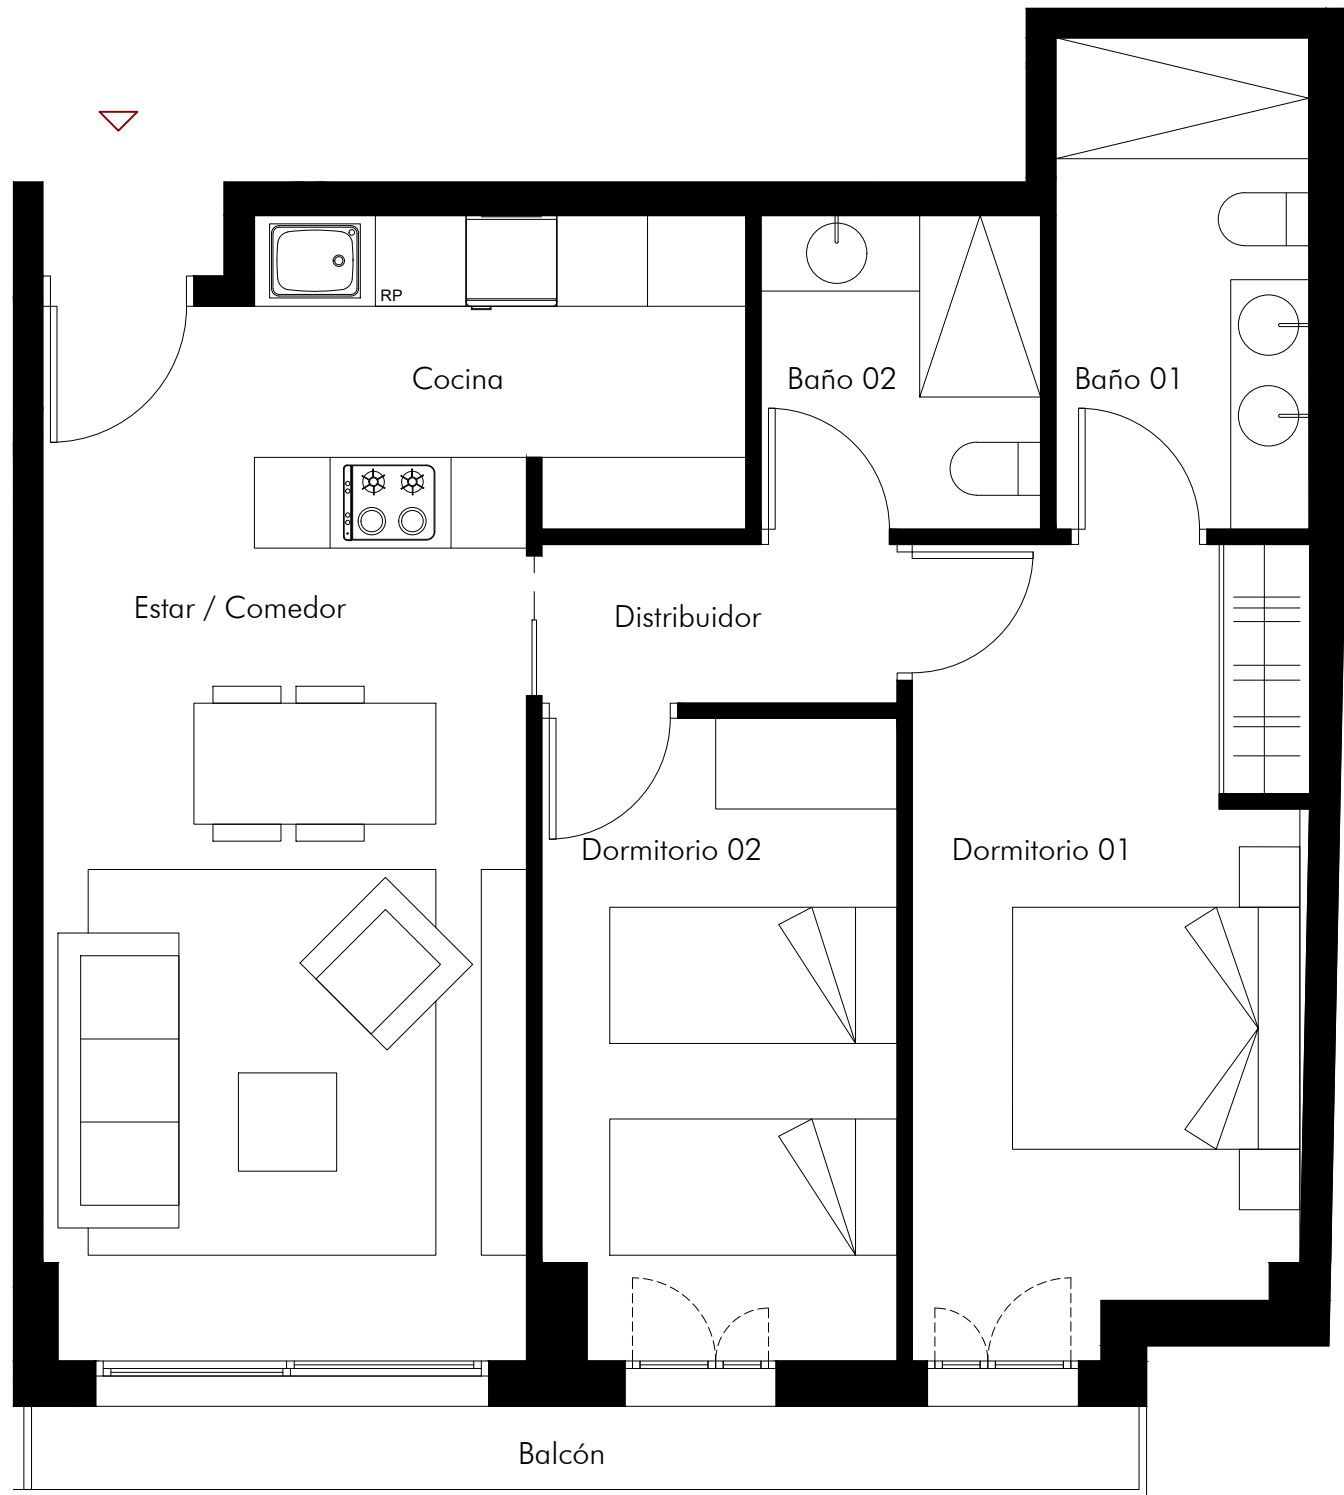 RP
Cocina
Baño 02
Baño 01
Estar / Comedor
Distribuidor
Dormitorio 02
Dormitorio 01
Balcón